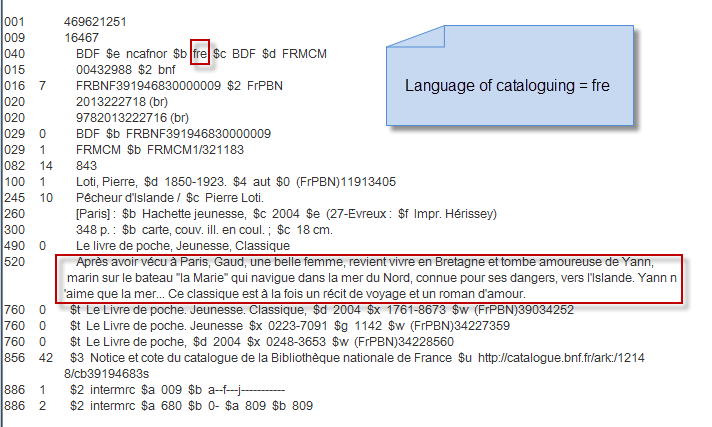 001 469621251
009 16467
040 BDF $e ncafnor $b fre $c BDF $d FRMCM
015 00432988 $2 bnf
016 7 FRBNF391946830000009 $2 FrPBN
020 2013222718 (br)
020 9782013222716 (br)
029 0 BDF $b FRBNF391946830000009
029 1 FRMCM $b FRMCM1/321183
082 14 843
100 1 Loti, Pierre, $d 1850-1923. $4 aut $0 (FrPBN)11913405
245 10 Pêcheur d'Islande / $c Pierre Loti.
260 [Paris] : $b Hachette jeunesse, $c 2004 $e (27-Evreux : $f Impr. Hérissey)
300 348 p. : $b carte, couv. ill. en coul. ; $c 18 cm.
490 0 Le livre de poche, Jeunesse, Classique
520 Après avoir vécu à Paris, Gaud, une belle femme, revient vivre en Bretagne et tombe amoureuse de Yann,
marin sur le bateau "la Marie" qui navigue dans la mer du Nord, connue pour ses dangers, vers l'Islande. Yann n
'aime que la mer... Ce classique est à la fois un récit de voyage et un roman d'amour.
760 0 $t Le Livre de poche. Jeunesse. Classique, $d 2004 $x 1761-8673 $w (FrPBN)39034252
760 0 $t Le Livre de poche. Jeunesse $x 0223-7091 $g 1142 $w (FrPBN)34227359
760 0 $t Le Livre de poche, $d 2004 $x 0248-3653 $w (FrPBN)34228560
856 42 $3 Notice et cote du catalogue de la Bibliothèque nationale de France $u http://catalogue.bnf.fr/ark:/1214
8/cb39194683s
886 1 $2 intermrc $a 009 $b a--f---j-----------
886 2 $2 intermrc $a 680 $b 0- $a 809 $b 809
Language of cataloguing = fre